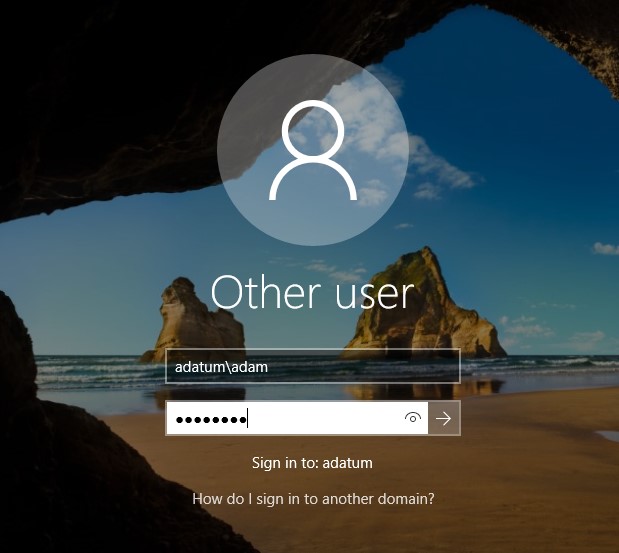 Other user
adatum\adam
●●●●●●●●
Sign in to: adatum
How do I sign in to another domain?